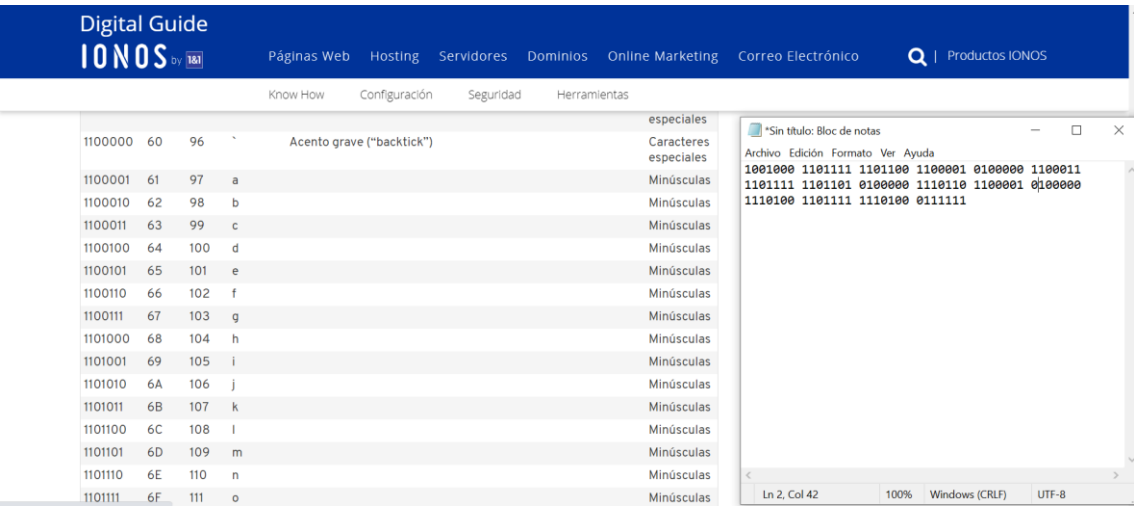 Digital Guide
IONOS by 1&1
Páginas Web Hosting Servidores Dominios Online Marketing Correo Electrónico | Productos IONOS
Know How Configuración Seguridad Herramientas
especiales
1100000 60 96 ` Acento grave (“backtick”) Caracteres
especiales
1100001 61 97 a Minúsculas
1100010 62 98 b Minúsculas
1100011 63 99 c Minúsculas
1100100 64 100 d Minúsculas
1100101 65 101 e Minúsculas
1100110 66 102 f Minúsculas
1100111 67 103 g Minúsculas
1101000 68 104 h Minúsculas
1101001 69 105 i Minúsculas
1101010 6A 106 j Minúsculas
1101011 6B 107 k Minúsculas
1101100 6C 108 l Minúsculas
1101101 6D 109 m Minúsculas
1101110 6E 110 n Minúsculas
1101111 6F 111 o Minúsculas
*Sin título: Bloc de notas
Archivo Edición Formato Ver Ayuda
1001000 1101111 1101100 1100001 0100000 1100011
1101111 1101101 0100000 1110110 1100001 0100000
1110100 1101111 1110100 0111111
Ln 2, Col 42 100% Windows (CRLF) UTF-8